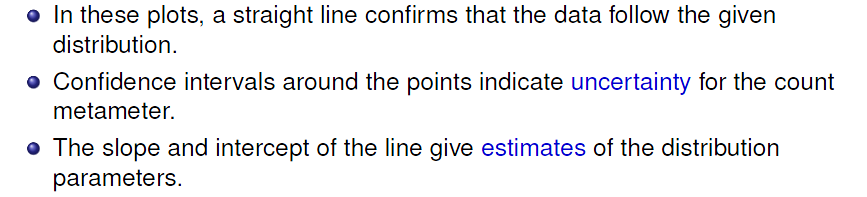 In these plots, a straight line confirms that the data follow the given
distribution.
Confidence intervals around the points indicate uncertainty for the count
metameter.
The slope and intercept of the line give estimates of the distribution
parameters.